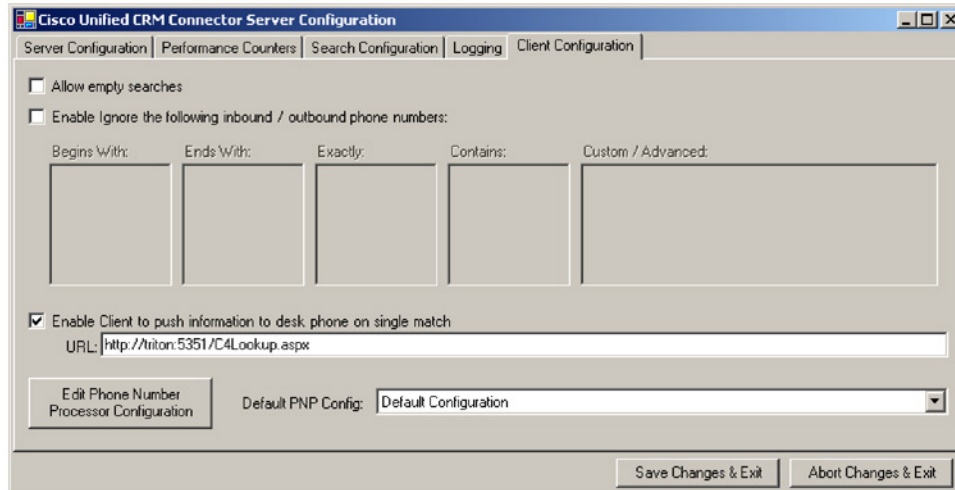 Cisco Unified CRM Connector Server Configuration
Server Configuration Performance Counters Search Configuration Logging Client Configuration
Allow empty searches
Enable Ignore the following inbound / outbound phone numbers:
Begins With: Ends With: Exactly: Contains: Custom / Advanced:
Enable Client to push information to desk phone on single match
URL: http://triton:5351/C4Lookup.aspx
Edit Phone Number
Processor Configuration
Default PNP Config: Default Configuration
Save Changes & Exit Abort Changes & Exit